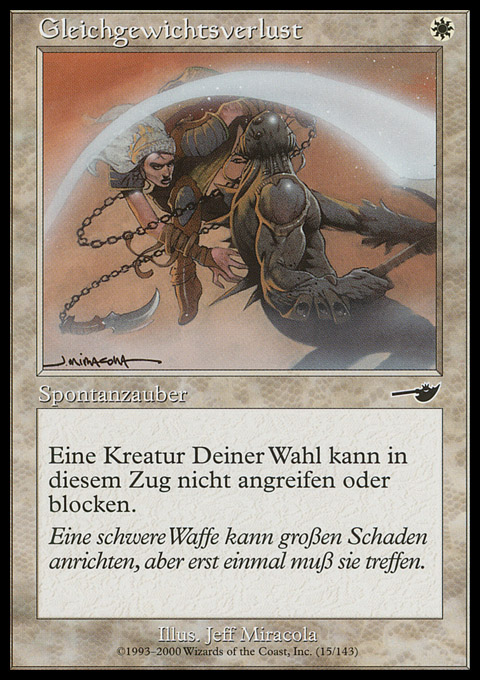 Gleichgewichtsverlust
J. MIRACOLA
Spontanzauber
Eine Kreatur Deiner Wahl kann in
diesem Zug nicht angreifen oder
blocken.
Eine schwere Waffe kann großen Schaden
anrichten, aber erst einmal muß sie treffen.
Illus. Jeff Miracola
©1993–2000 Wizards of the Coast, Inc. (15/143)